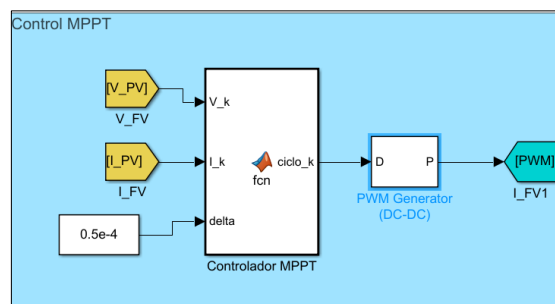 Control MPPT
[V_PV]
V_FV
V_k
[I_PV]
I_FV
I_k
fcn
ciclo_k
D
P
[PWM]
I_FV1
PWM Generator
(DC-DC)
0.5e-4
delta
Controlador MPPT